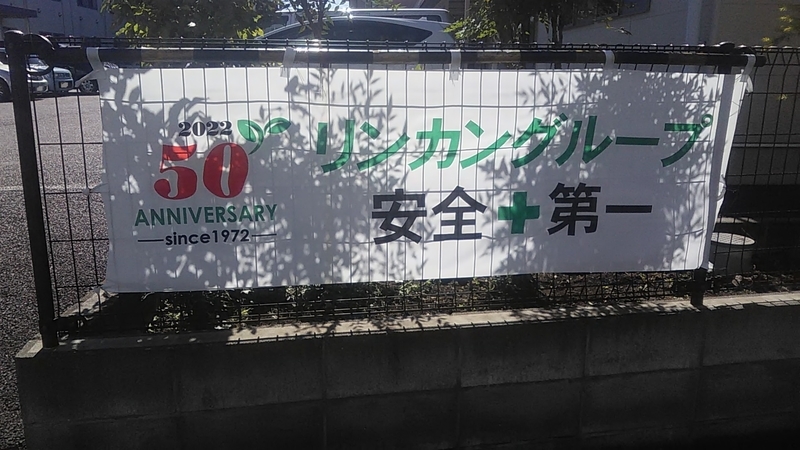 2022
50
ANNIVERSARY
since1972
リンカングループ
安全✚第一